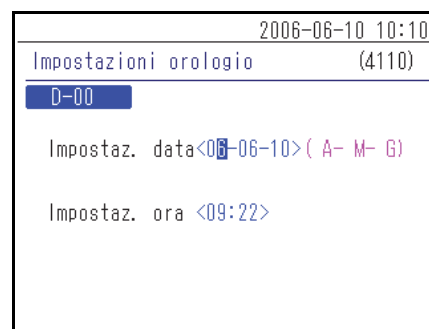 2006-06-10 10:10
Impostazioni orologio (4110)
D-00
Impostaz. data<06-06-10>( A- M- G)
Impostaz. ora <09:22>